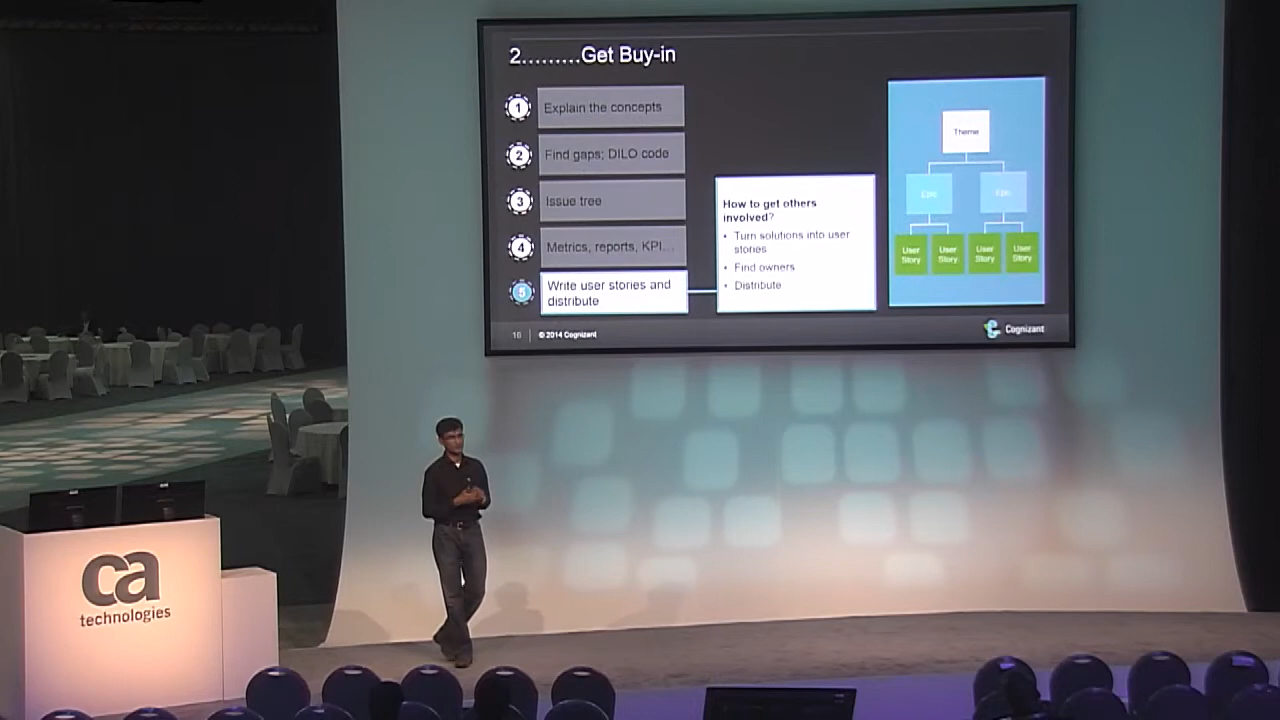 2.........Get Buy-in
1 Explain the concepts
2 Find gaps; DILO code
3 Issue tree
4 Metrics, reports, KPI...
5 Write user stories and
distribute
How to get others
involved?
• Turn solutions into user
stories
• Find owners
• Distribute
Theme
Epic Epic
User Story User Story User Story User Story
16 © 2014 Cognizant
Cognizant
ca
technologies